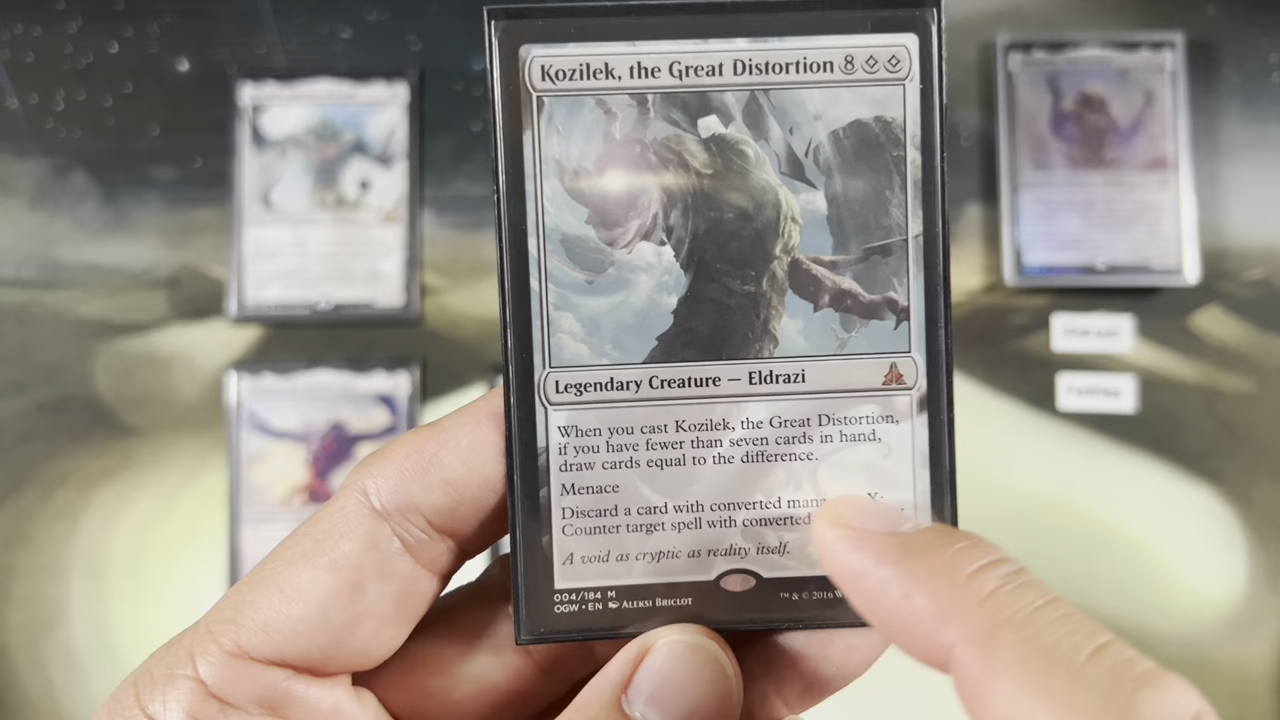 Kozilek, the Great Distortion 8
Legendary Creature — Eldrazi
When you cast Kozilek, the Great Distortion,
if you have fewer than seven cards in hand,
draw cards equal to the difference.
Menace
Discard a card with converted X:
Counter target spell with converted
A void as cryptic as reality itself.
004/184 M
OGW • EN Aleksi Briclot
™ & © 2016